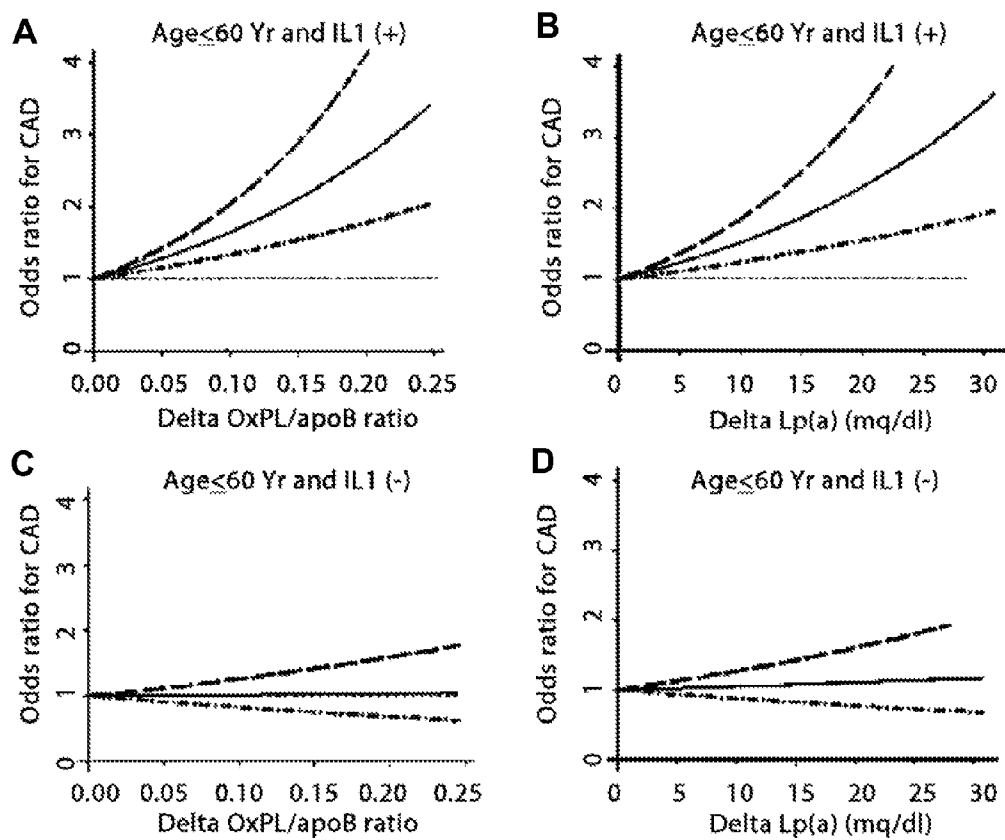 A
Age≤60 Yr and IL1 (+)
Odds ratio for CAD
4
3
2
1
0
0.00 0.05 0.10 0.15 0.20 0.25
Delta OxPL/apoB ratio
B
Age≤60 Yr and IL1 (+)
Odds ratio for CAD
4
3
2
1
0
0 5 10 15 20 25 30
Delta Lp(a) (mq/dl)
C
Age≤60 Yr and IL1 (-)
Odds ratio for CAD
4
3
2
1
0
0.00 0.05 0.10 0.15 0.20 0.25
Delta OxPL/apoB ratio
D
Age≤60 Yr and IL1 (-)
Odds ratio for CAD
4
3
2
1
0
0 5 10 15 20 25 30
Delta Lp(a) (mq/dl)